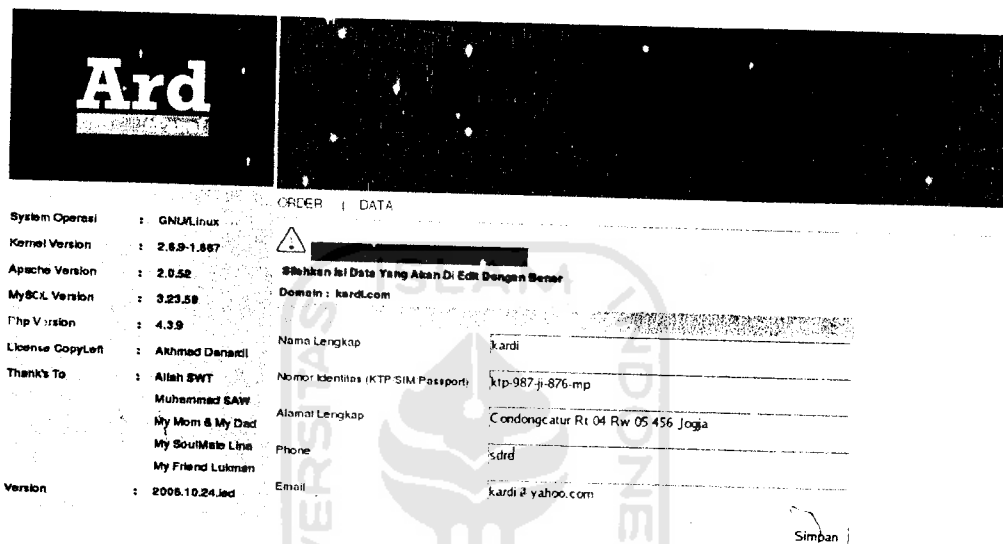 Ard
ORDER | DATA
System Operasi : GNU/Linux
Kernel Version : 2.6.9-1.667
Apache Version : 2.0.52
MySQL Version : 3.23.58
Php Version : 4.3.9
License CopyLeft : Akhmad Danardi
Thank's To : Allah SWT
Muhammad SAW
My Mom & My Dad
My SoulMate Lina
My Friend Lukman
Version : 2006.10.24.led
Silahkan Isi Data Yang Akan Di Edit Dengan Benar
Domain : kardi.com
Nama Lengkap kardi
Nomor Identitas (KTP SIM Passport) ktp-987-ji-876-mp
Alamat Lengkap Condongcatur Rt 04 Rw 05 456 Jogja
Phone sdrd
Email kardi@yahoo.com
Simpan
ISLAM